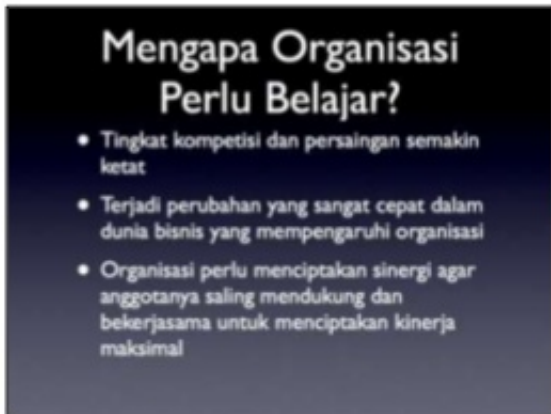 Mengapa Organisasi
Perlu Belajar?
• Tingkat kompetisi dan persaingan semakin
ketat
• Terjadi perubahan yang sangat cepat dalam
dunia bisnis yang mempengaruhi organisasi
• Organisasi perlu menciptakan sinergi agar
anggotanya saling mendukung dan
bekerjasama untuk menciptakan kinerja
maksimal